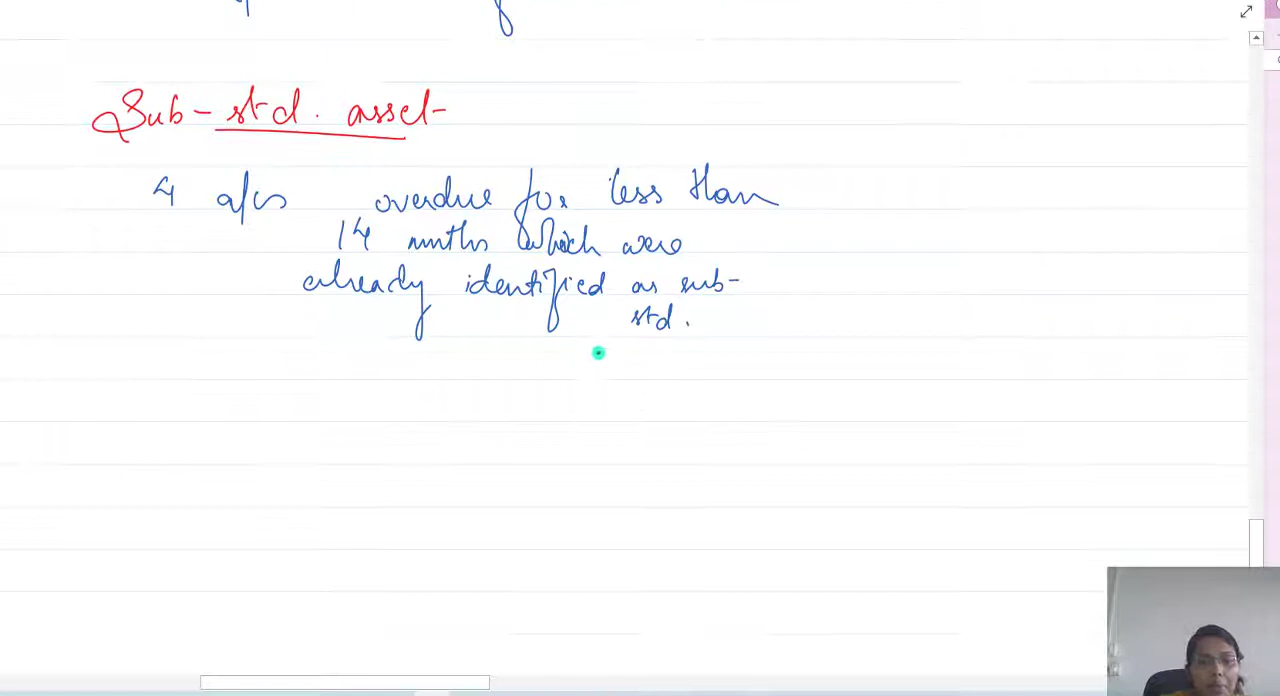 Sub-std. asset
4 a/cs overdue for less than
14 mnths which were
already identified as sub-
std.